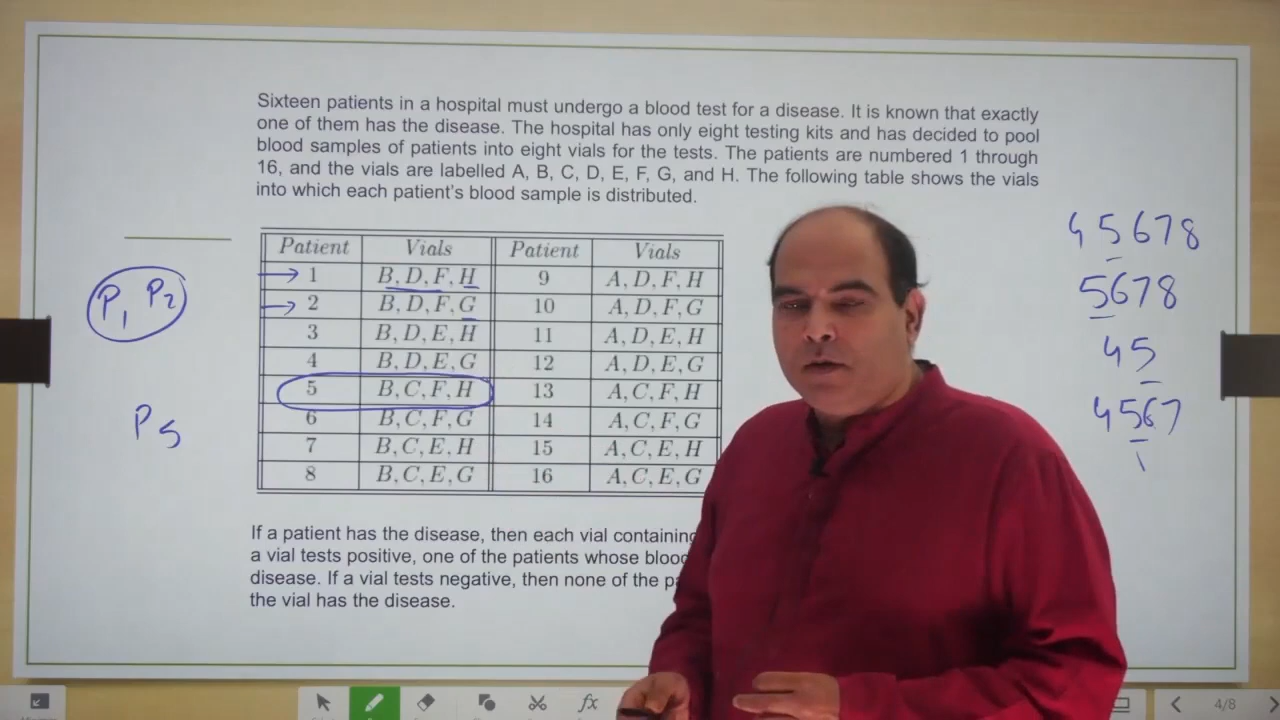 Sixteen patients in a hospital must undergo a blood test for a disease. It is known that exactly
one of them has the disease. The hospital has only eight testing kits and has decided to pool
blood samples of patients into eight vials for the tests. The patients are numbered 1 through
16, and the vials are labelled A, B, C, D, E, F, G, and H. The following table shows the vials
into which each patient's blood sample is distributed.
Patient Vials Patient Vials
1 B, D, F, H 9 A, D, F, H
2 B, D, F, G 10 A, D, F, G
3 B, D, E, H 11 A, D, E, H
4 B, D, E, G 12 A, D, E, G
5 B, C, F, H 13 A, C, F, H
6 B, C, F, G 14 A, C, F, G
7 B, C, E, H 15 A, C, E, H
8 B, C, E, G 16 A, C, E, G
P1 P2
P5
45678
5678
45
4567
If a patient has the disease, then each vial containing
a vial tests positive, one of the patients whose blood
disease. If a vial tests negative, then none of the
the vial has the disease.
fx
4/8